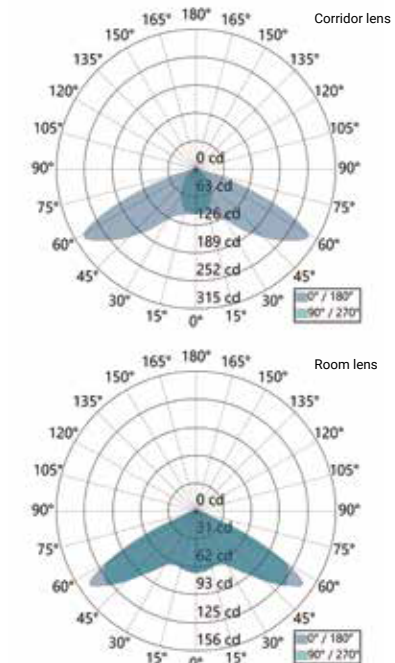 Corridor lens
180°
165° 165°
150° 150°
135° 135°
120° 120°
105° 105°
90° 90°
75° 75°
60° 60°
45° 45°
30° 30°
15° 15°
0°
0 cd
63 cd
126 cd
189 cd
252 cd
315 cd
0° / 180°
90° / 270°
Room lens
180°
165° 165°
150° 150°
135° 135°
120° 120°
105° 105°
90° 90°
75° 75°
60° 60°
45° 45°
30° 30°
15° 15°
0°
0 cd
31 cd
62 cd
93 cd
125 cd
156 cd
0° / 180°
90° / 270°